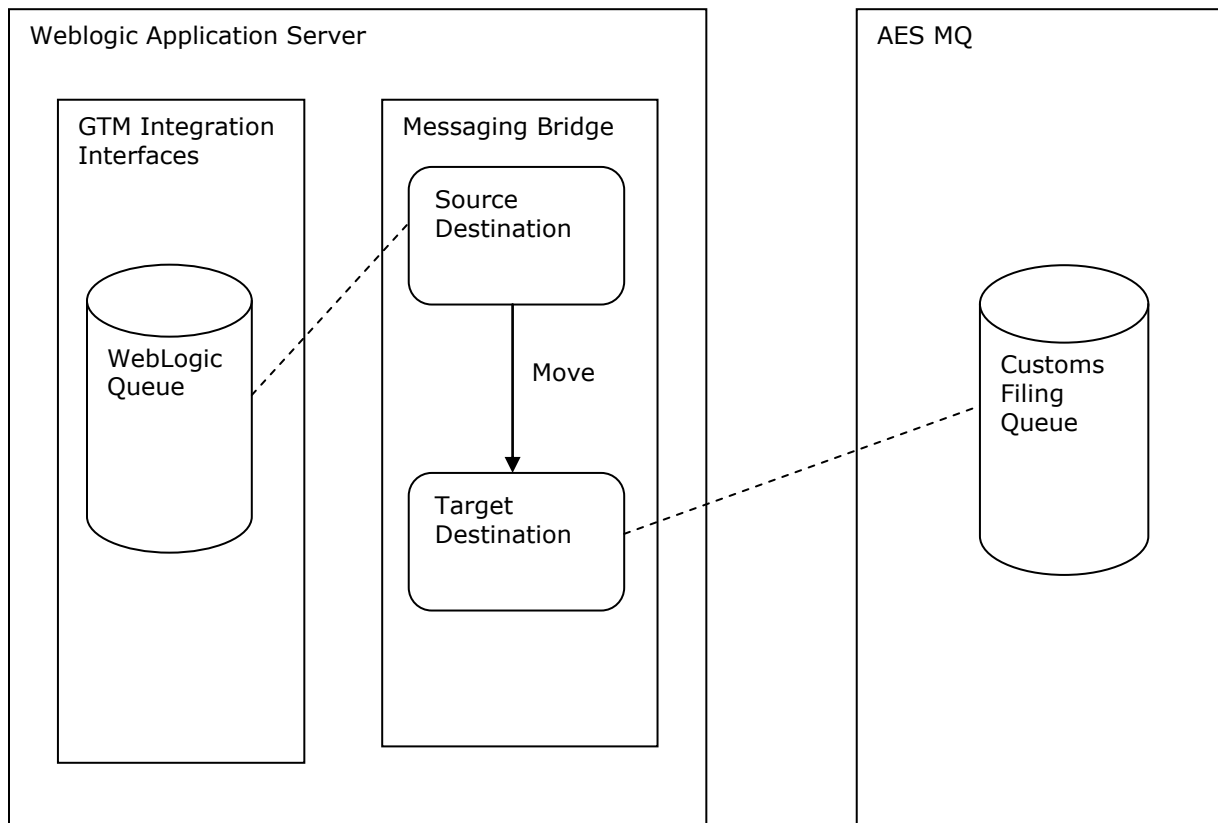 Weblogic Application Server
AES MQ
GTM Integration
Interfaces
Messaging Bridge
Source
Destination
WebLogic
Queue
Move
Customs
Filing
Queue
Target
Destination